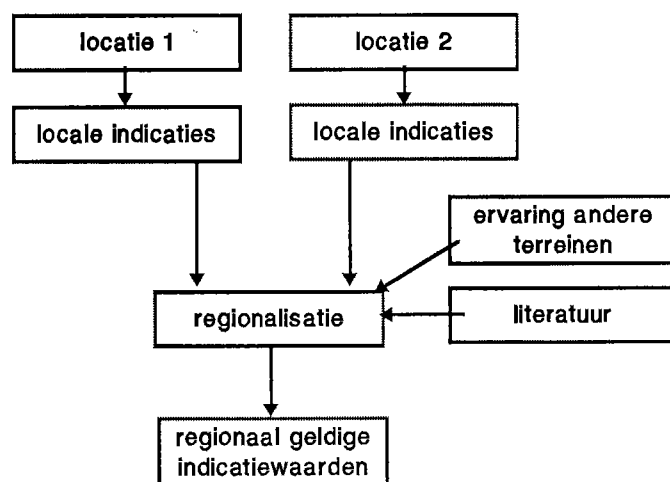 locatie 1
locatie 2
locale indicaties
locale indicaties
ervaring andere
terreinen
regionalisatie
literatuur
regionaal geldige
indicatiewaarden